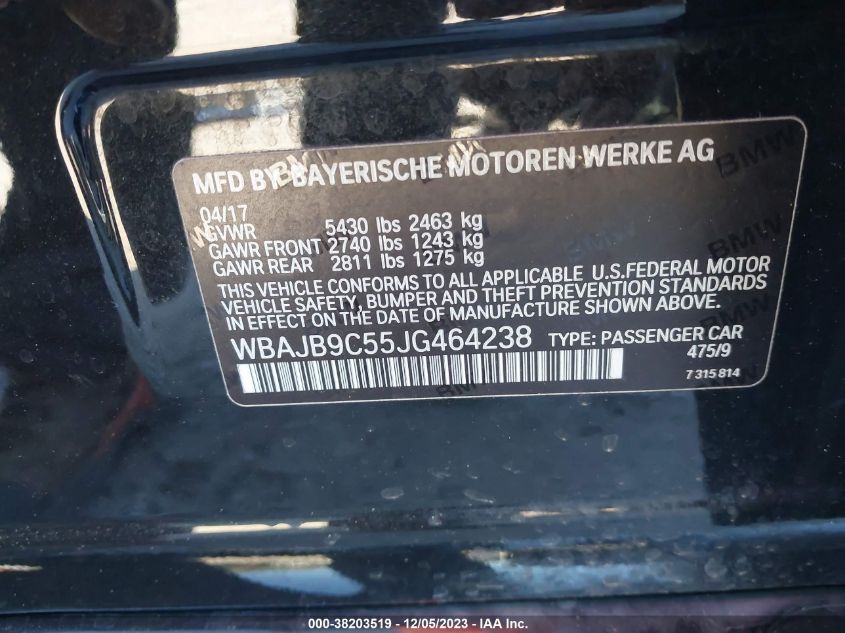 MFD BY BAYERISCHE MOTOREN WERKE AG
04/17
GVWR 5430 lbs 2463 kg
GAWR FRONT 2740 lbs 1243 kg
GAWR REAR 2811 lbs 1275 kg
THIS VEHICLE CONFORMS TO ALL APPLICABLE U.S.FEDERAL MOTOR
VEHICLE SAFETY, BUMPER AND THEFT PREVENTION STANDARDS
IN EFFECT ON THE DATE OF MANUFACTURE SHOWN ABOVE.
WBAJB9C55JG464238 TYPE: PASSENGER CAR
475/9
7 315 814
BMW
BMW
000-38203519 - 12/05/2023 - IAA Inc.